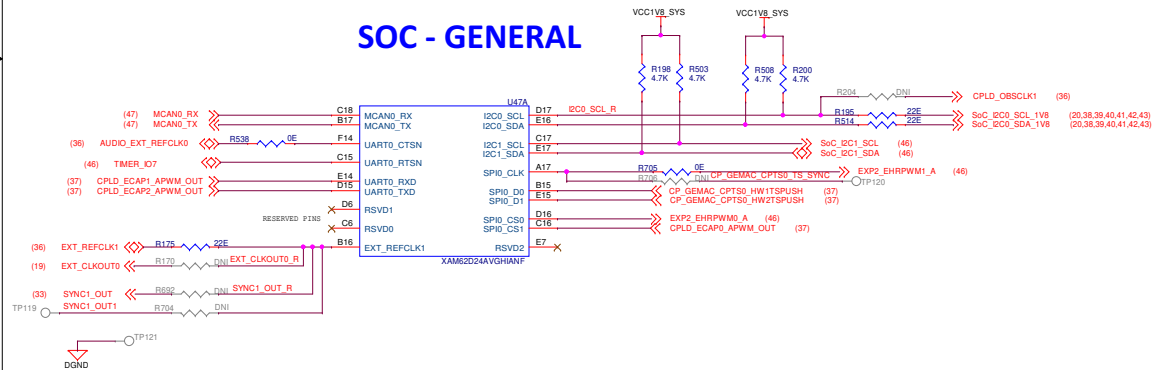 SOC - GENERAL
VCC1V8_SYS
VCC1V8_SYS
R198
4.7K
R503
4.7K
R508
4.7K
R200
4.7K
R204
DNI
CPLD_OBSCLK1 (36)
U47A
(47) MCAN0_RX
C18
MCAN0_RX
I2C0_SCL
D17
I2C0_SCL_R
R195
22E
SoC_I2C0_SCL_1V8 (20,38,39,40,41,42,43)
(47) MCAN0_TX
B17
MCAN0_TX
I2C0_SDA
E16
R514
22E
SoC_I2C0_SDA_1V8 (20,38,39,40,41,42,43)
(36) AUDIO_EXT_REFCLK0
R538
0E
F14
UART0_CTSN
I2C1_SCL
C17
SoC_I2C1_SCL (46)
I2C1_SDA
E17
SoC_I2C1_SDA (46)
(46) TIMER_IO7
C15
UART0_RTSN
SPI0_CLK
A17
R705
0E
EXP2_EHRPWM1_A (46)
R706
DNI
CP_GEMAC_CPTS0_TS_SYNC
TP120
(37) CPLD_ECAP1_APWM_OUT
E14
UART0_RXD
(37) CPLD_ECAP2_APWM_OUT
D15
UART0_TXD
SPI0_D0
B15
CP_GEMAC_CPTS0_HW1TSPUSH (37)
SPI0_D1
E15
CP_GEMAC_CPTS0_HW2TSPUSH (37)
D6
RSVD1
RESERVED PINS
C6
RSVD0
SPI0_CS0
D16
EXP2_EHRPWM0_A (46)
SPI0_CS1
C16
CPLD_ECAP0_APWM_OUT (37)
(36) EXT_REFCLK1
R175
22E
B16
EXT_REFCLK1
RSVD2
E7
XAM62D24AVGHIANF
(19) EXT_CLKOUT0
R170
DNI
EXT_CLKOUT0_R
(33) SYNC1_OUT
R692
DNI
SYNC1_OUT_R
TP119
SYNC1_OUT1
R704
DNI
TP121
DGND